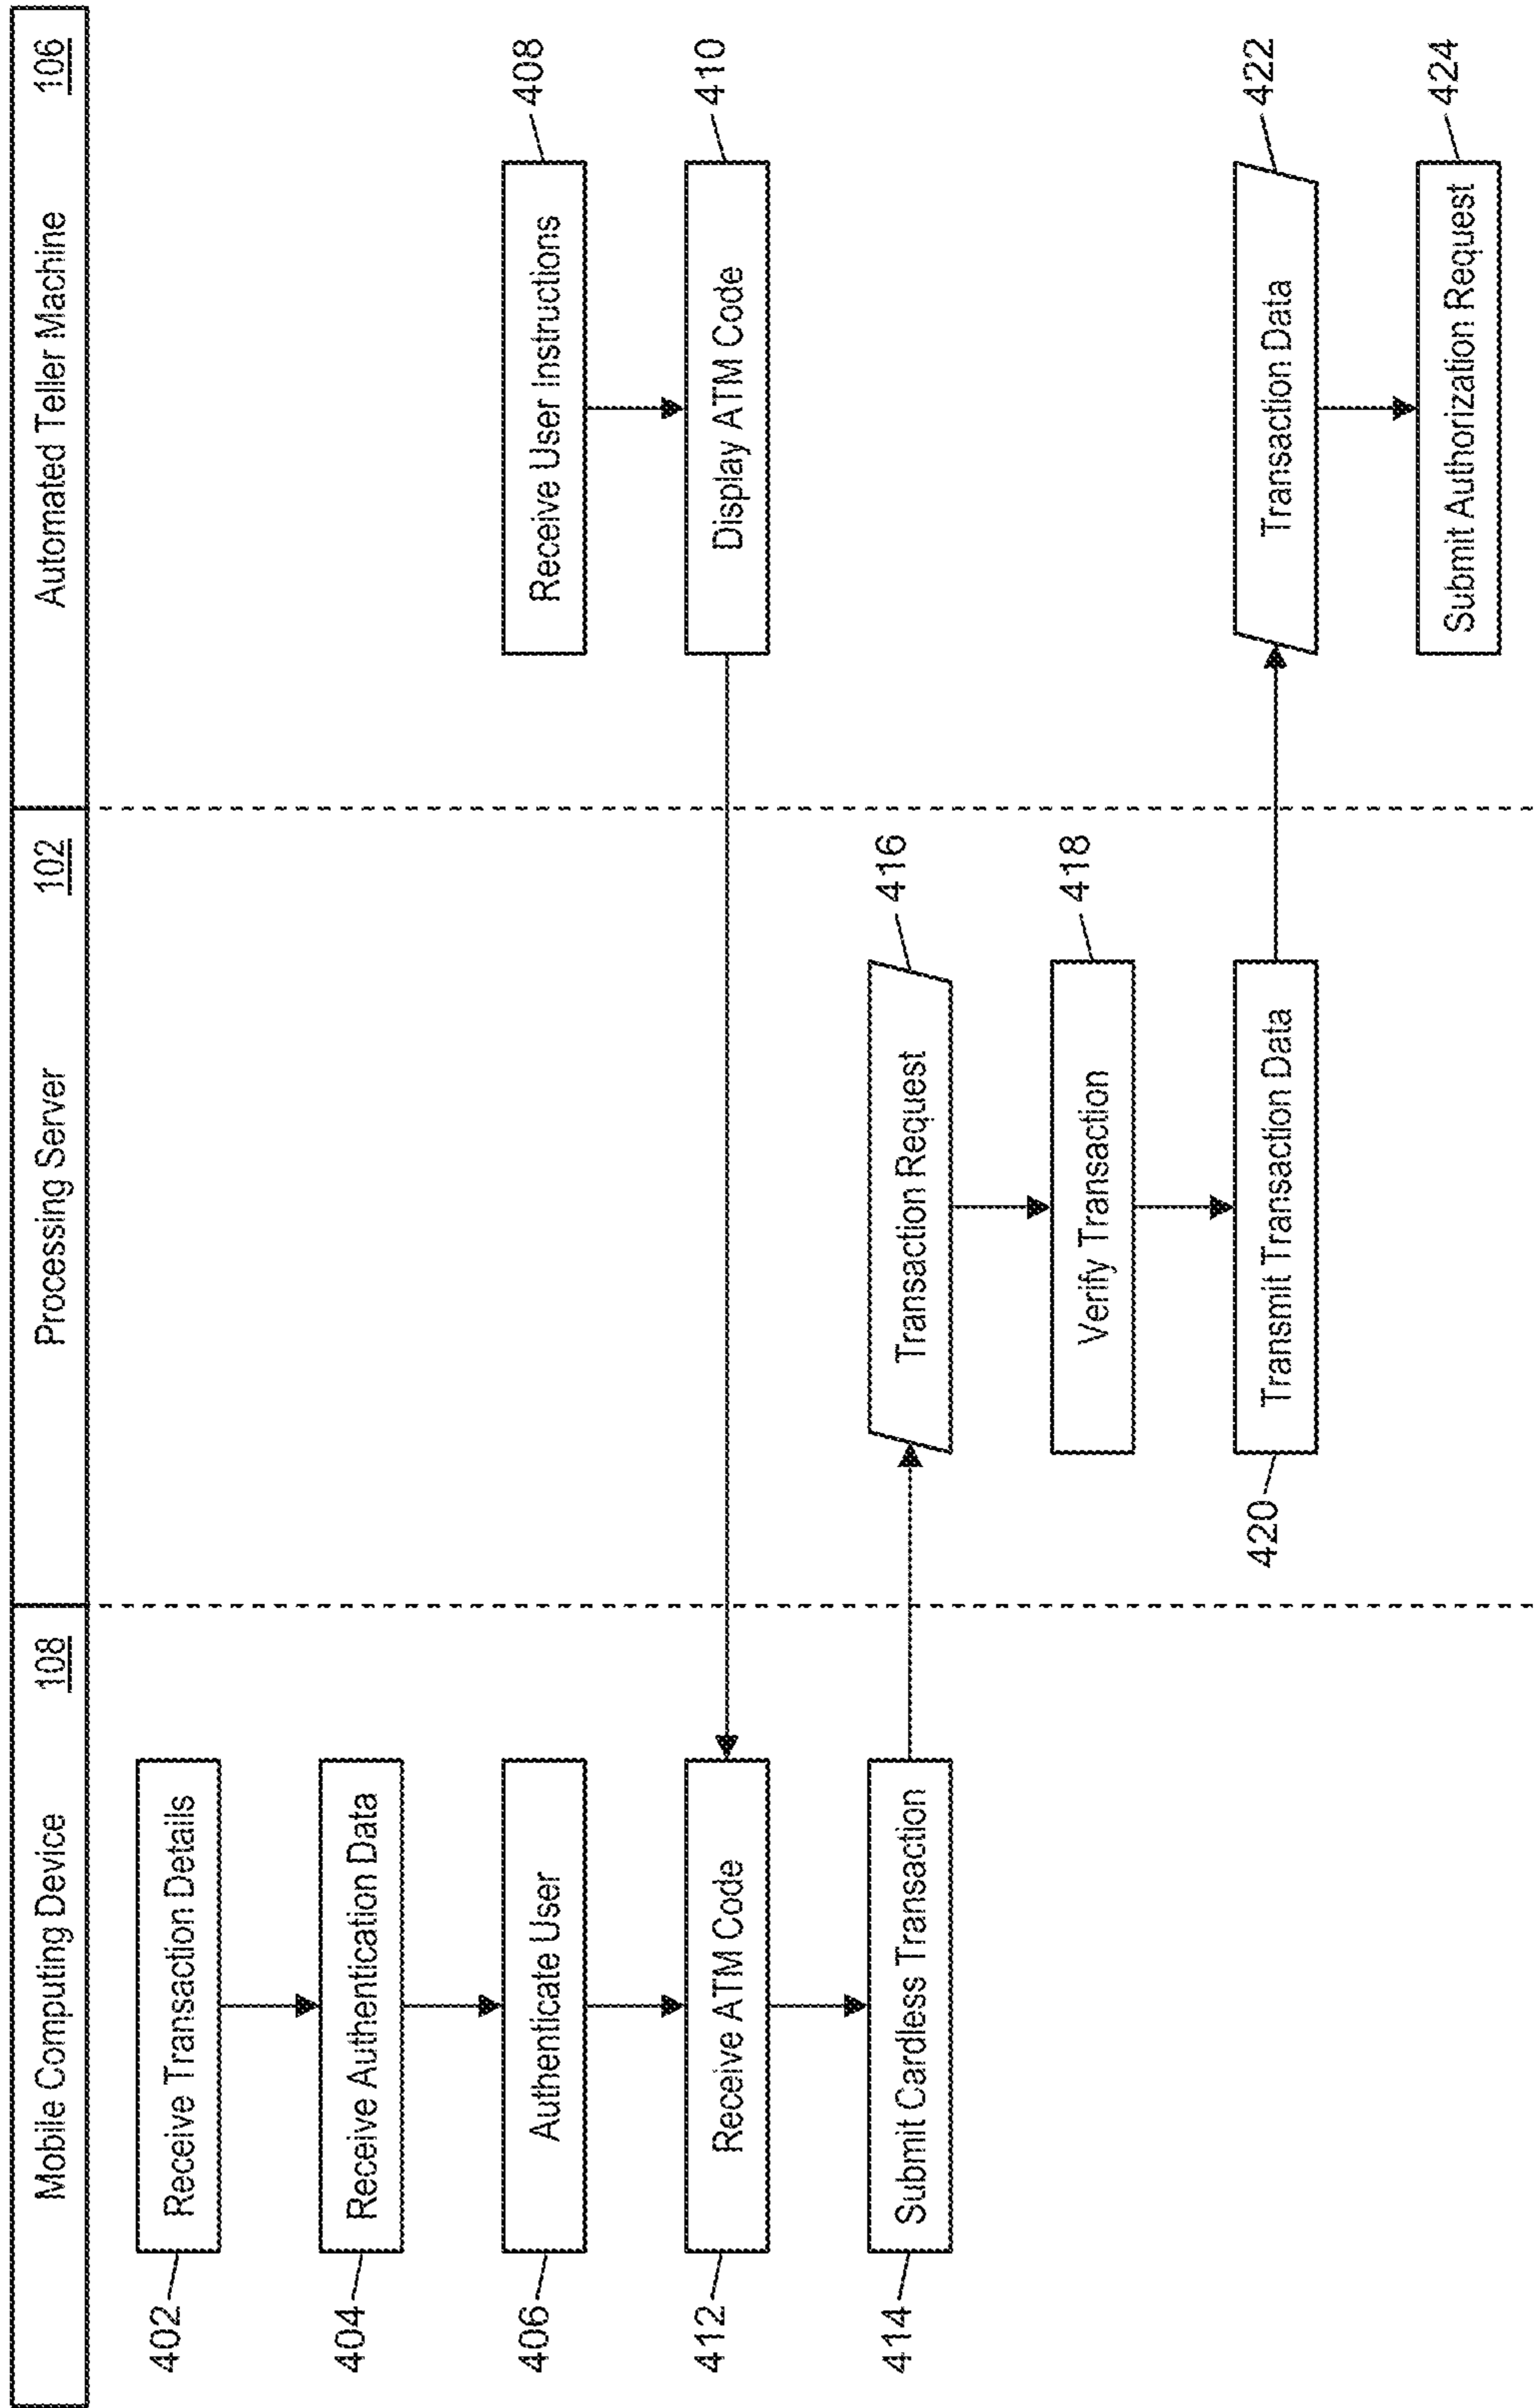 Mobile Computing Device 108
Processing Server 102
Automated Teller Machine 106
402
Receive Transaction Details
404
Receive Authentication Data
406
Authenticate User
Receive User Instructions
408
412
Receive ATM Code
Display ATM Code
410
414
Submit Cardless Transaction
Transaction Request
416
Verify Transaction
418
420
Transmit Transaction Data
Transaction Data
422
Submit Authorization Request
424